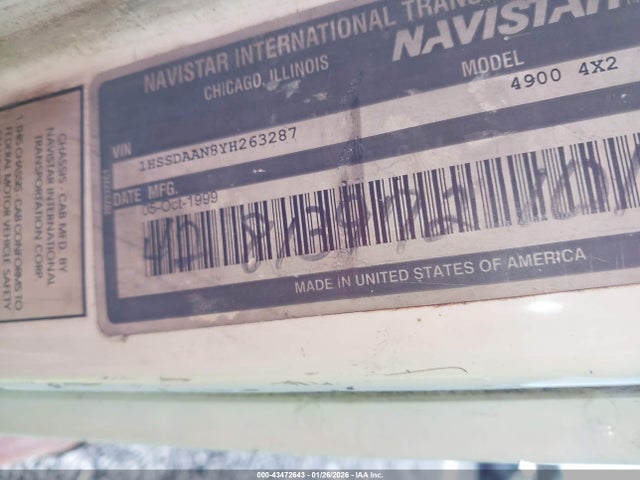 NAVISTAR INTERNATIONAL
CHICAGO, ILLINOIS
NAVISTAR
MODEL
4900 4X2
VIN
1HSSDAAN8YH263287
DATE MFG.
05-Oct-1999
MADE IN UNITED STATES OF AMERICA
CHASSIS - CAB MFD. BY
NAVISTAR INTERNATIONAL
TRANSPORTATION CORP.
THIS CHASSIS - CAB CONFORMS TO
FEDERAL MOTOR VEHICLE SAFETY
000-43472643 - 01/26/2026 - IAA Inc.